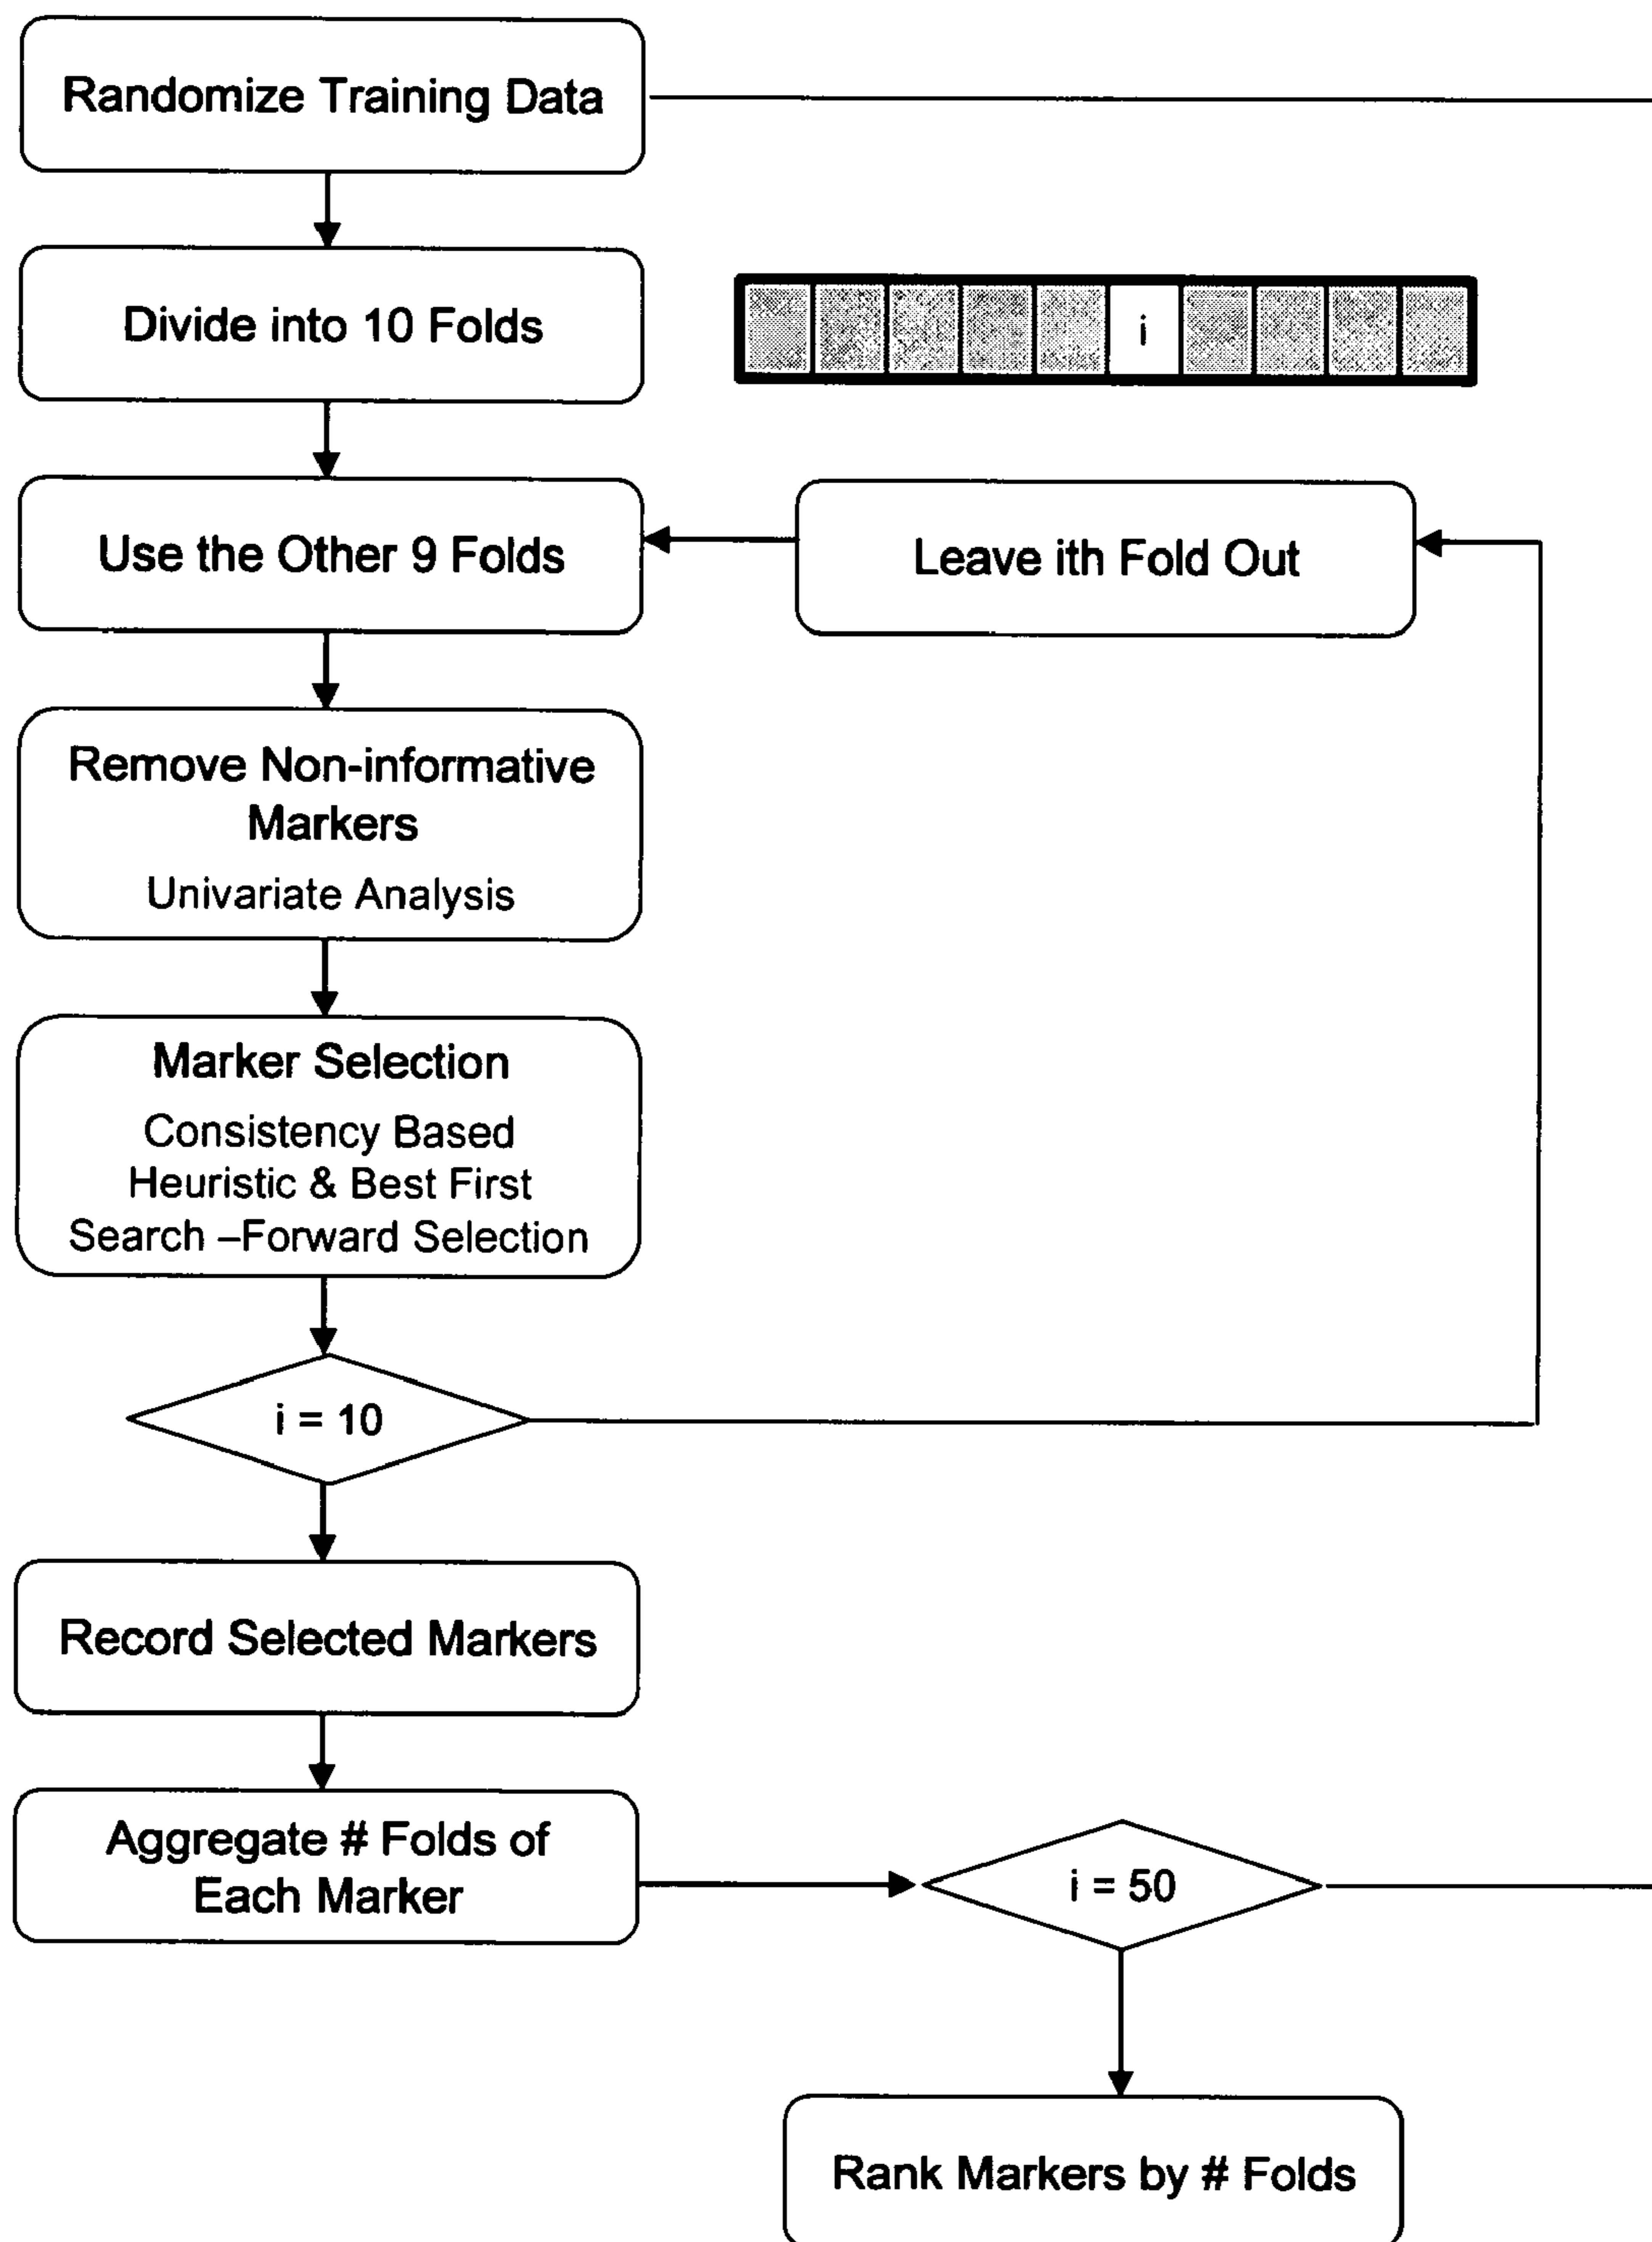 Randomize Training Data
Divide into 10 Folds
i
Use the Other 9 Folds
Leave ith Fold Out
Remove Non-informative
Markers
Univariate Analysis
Marker Selection
Consistency Based
Heuristic & Best First
Search –Forward Selection
i = 10
Record Selected Markers
Aggregate # Folds of
Each Marker
i = 50
Rank Markers by # Folds